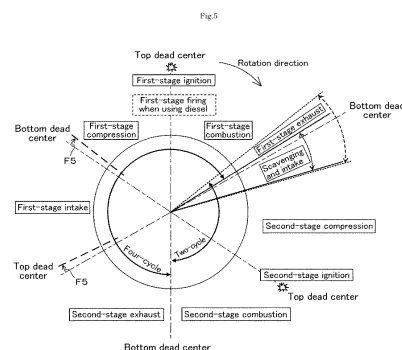 Fig.5
Top dead center
Rotation direction
First-stage ignition
First-stage firing
when using diesel
First-stage
compression
First-stage
combustion
First-stage exhaust
Bottom dead
center
Bottom dead
center
F5
Scavenging
and intake
First-stage intake
Second-stage compression
Four-cycle
Two-cycle
Top dead
center
F5
Second-stage ignition
Top dead center
Second-stage exhaust
Second-stage combustion
Bottom dead center